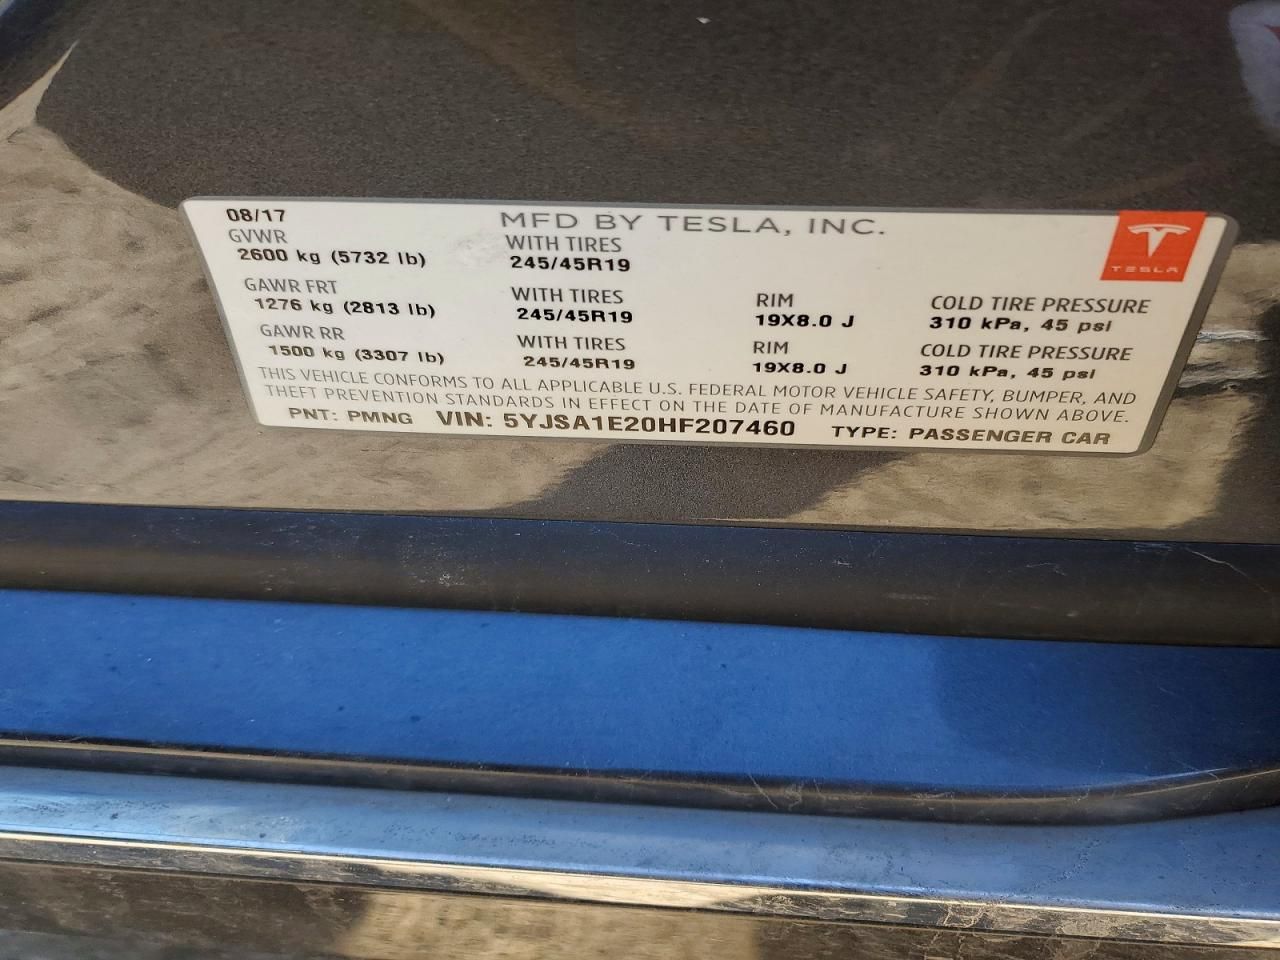 08/17 MFD BY TESLA, INC.
GVWR WITH TIRES
2600 kg (5732 lb) 245/45R19
TESLA
GAWR FRT WITH TIRES RIM COLD TIRE PRESSURE
1276 kg (2813 lb) 245/45R19 19X8.0 J 310 kPa, 45 psi
GAWR RR WITH TIRES RIM COLD TIRE PRESSURE
1500 kg (3307 lb) 245/45R19 19X8.0 J 310 kPa, 45 psi
THIS VEHICLE CONFORMS TO ALL APPLICABLE U.S. FEDERAL MOTOR VEHICLE SAFETY, BUMPER, AND
THEFT PREVENTION STANDARDS IN EFFECT ON THE DATE OF MANUFACTURE SHOWN ABOVE.
PNT: PMNG VIN: 5YJSA1E20HF207460 TYPE: PASSENGER CAR